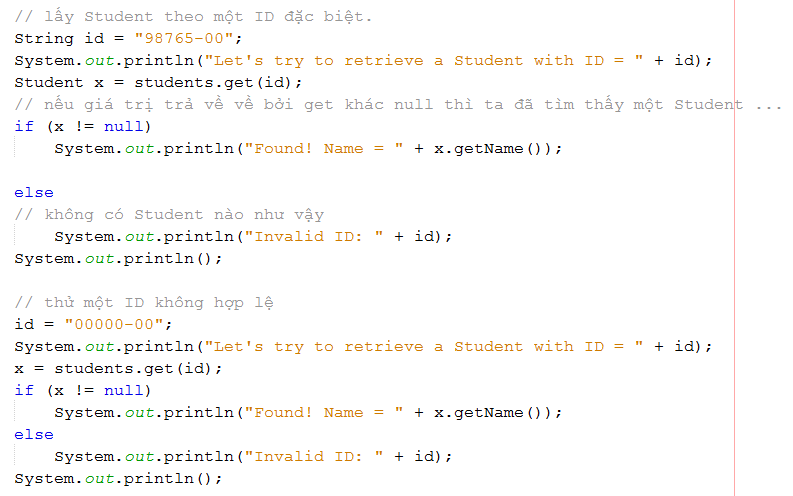 // lấy Student theo một ID đặc biệt.
String id = "98765-00";
System.out.println("Let's try to retrieve a Student with ID = " + id);
Student x = students.get(id);
// nếu giá trị trả về về bởi get khác null thì ta đã tìm thấy một Student ...
if (x != null)
    System.out.println("Found! Name = " + x.getName());
else
// không có Student nào như vậy
    System.out.println("Invalid ID: " + id);
System.out.println();
// thử một ID không hợp lệ
id = "00000-00";
System.out.println("Let's try to retrieve a Student with ID = " + id);
x = students.get(id);
if (x != null)
    System.out.println("Found! Name = " + x.getName());
else
    System.out.println("Invalid ID: " + id);
System.out.println();